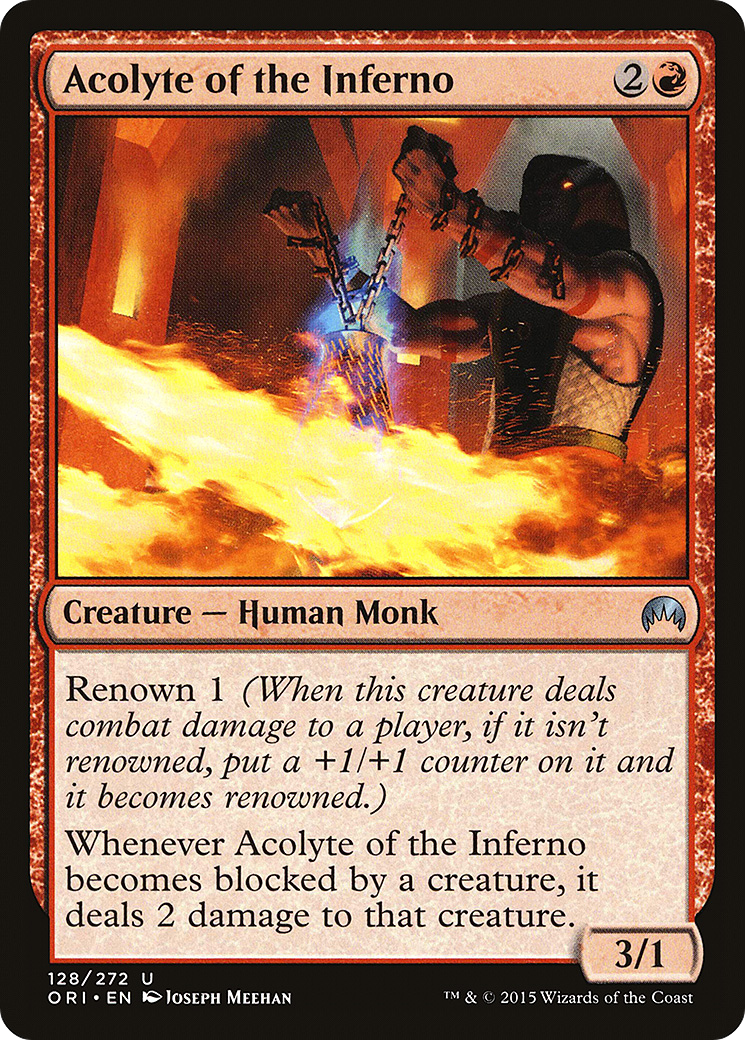 Acolyte of the Inferno 2
Creature — Human Monk
Renown 1 (When this creature deals
combat damage to a player, if it isn't
renowned, put a +1/+1 counter on it and
it becomes renowned.)
Whenever Acolyte of the Inferno
becomes blocked by a creature, it
deals 2 damage to that creature.
3/1
128/272 U
ORI • EN Joseph Meehan
™ & © 2015 Wizards of the Coast